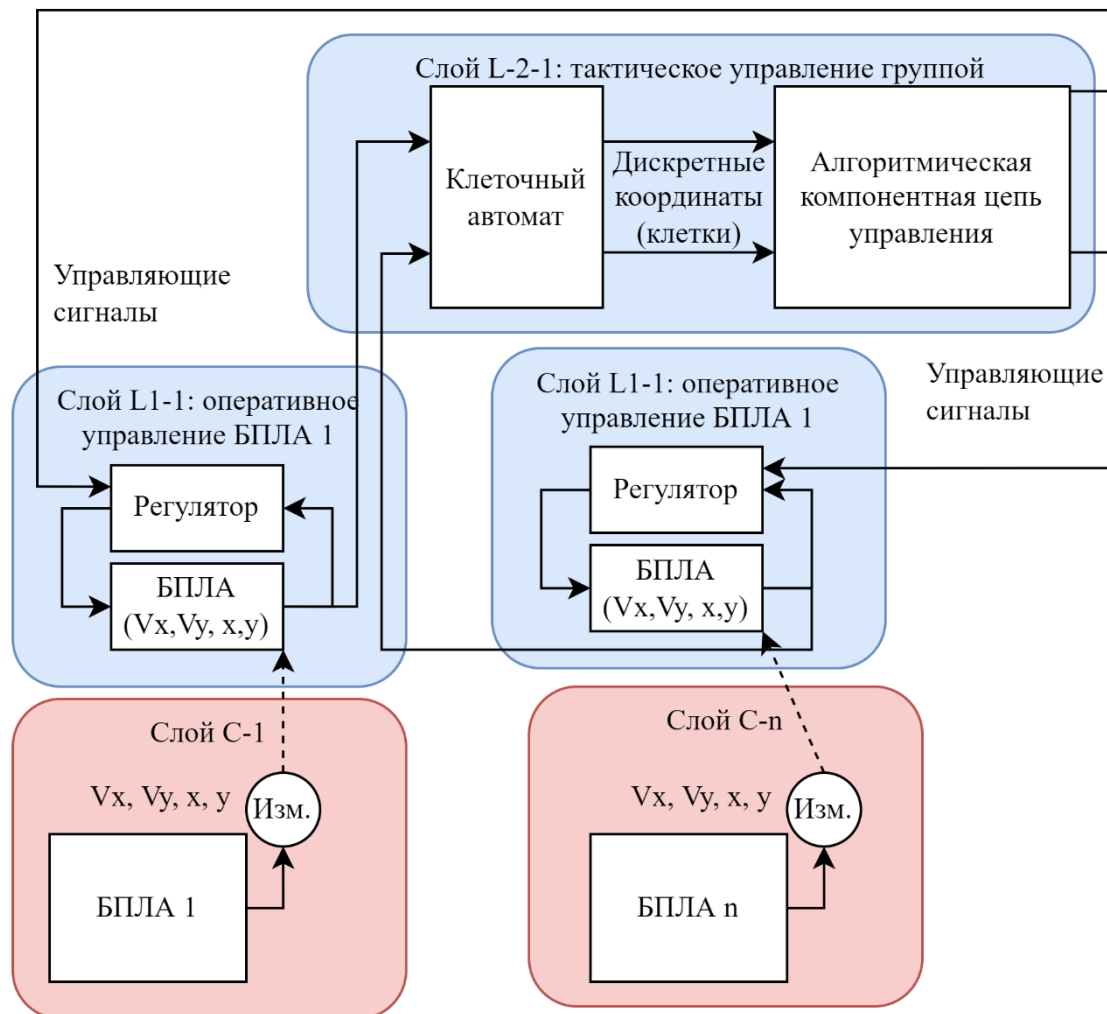 Слой L-2-1: тактическое управление группой
Клеточный
автомат
Дискретные
координаты
(клетки)
Алгоритмическая
компонентная цепь
управления
Управляющие
сигналы
Слой L1-1: оперативное
управление БПЛА 1
Регулятор
БПЛА
(Vx,Vy, x,y)
Слой L1-1: оперативное
управление БПЛА 1
Регулятор
БПЛА
(Vx,Vy, x,y)
Управляющие
сигналы
Слой C-1
Vx, Vy, x, y
Изм.
БПЛА 1
Слой C-n
Vx, Vy, x, y
Изм.
БПЛА n